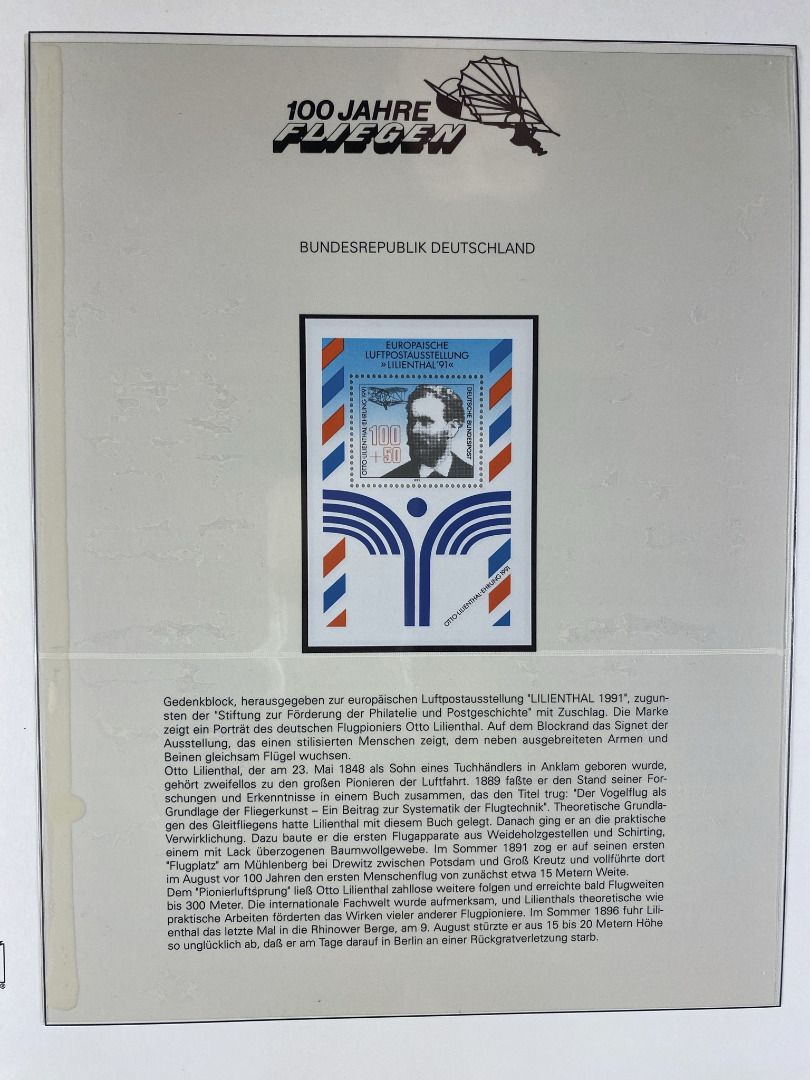 100 JAHRE
FLIEGEN
BUNDESREPUBLIK DEUTSCHLAND
EUROPÄISCHE
LUFTPOSTAUSSTELLUNG
»LILIENTHAL'91«
OTTO-LILIENTHAL-EHRUNG 1991
DEUTSCHE BUNDESPOST
100
+50
OTTO-LILIENTHAL-EHRUNG 1991
Gedenkblock, herausgegeben zur europäischen Luftpostausstellung "LILIENTHAL 1991", zugun-
sten der "Stiftung zur Förderung der Philatelie und Postgeschichte" mit Zuschlag. Die Marke
zeigt ein Porträt des deutschen Flugpioniers Otto Lilienthal. Auf dem Blockrand das Signet der
Ausstellung, das einen stilisierten Menschen zeigt, dem neben ausgebreiteten Armen und
Beinen gleichsam Flügel wuchsen.
Otto Lilienthal, der am 23. Mai 1848 als Sohn eines Tuchhändlers in Anklam geboren wurde,
gehört zweifellos zu den großen Pionieren der Luftfahrt. 1889 faßte er den Stand seiner For-
schungen und Erkenntnisse in einem Buch zusammen, das den Titel trug: "Der Vogelflug als
Grundlage der Fliegerkunst – Ein Beitrag zur Systematik der Flugtechnik". Theoretische Grundla-
gen des Gleitfliegens hatte Lilienthal mit diesem Buch gelegt. Danach ging er an die praktische
Verwirklichung. Dazu baute er die ersten Flugapparate aus Weideholzgestellen und Schirting,
einem mit Lack überzogenen Baumwollgewebe. Im Sommer 1891 zog er auf seinen ersten
"Flugplatz" am Mühlenberg bei Drewitz zwischen Potsdam und Groß Kreutz und vollführte dort
im August vor 100 Jahren den ersten Menschenflug von zunächst etwa 15 Metern Weite.
Dem "Pionierluftsprung" ließ Otto Lilienthal zahllose weitere folgen und erreichte bald Flugweiten
bis 300 Meter. Die internationale Fachwelt wurde aufmerksam, und Lilienthals theoretische wie
praktische Arbeiten förderten das Wirken vieler anderer Flugpioniere. Im Sommer 1896 fuhr Lili-
enthal das letzte Mal in die Rhinower Berge, am 9. August stürzte er aus 15 bis 20 Metern Höhe
so unglücklich ab, daß er am Tage darauf in Berlin an einer Rückgratverletzung starb.